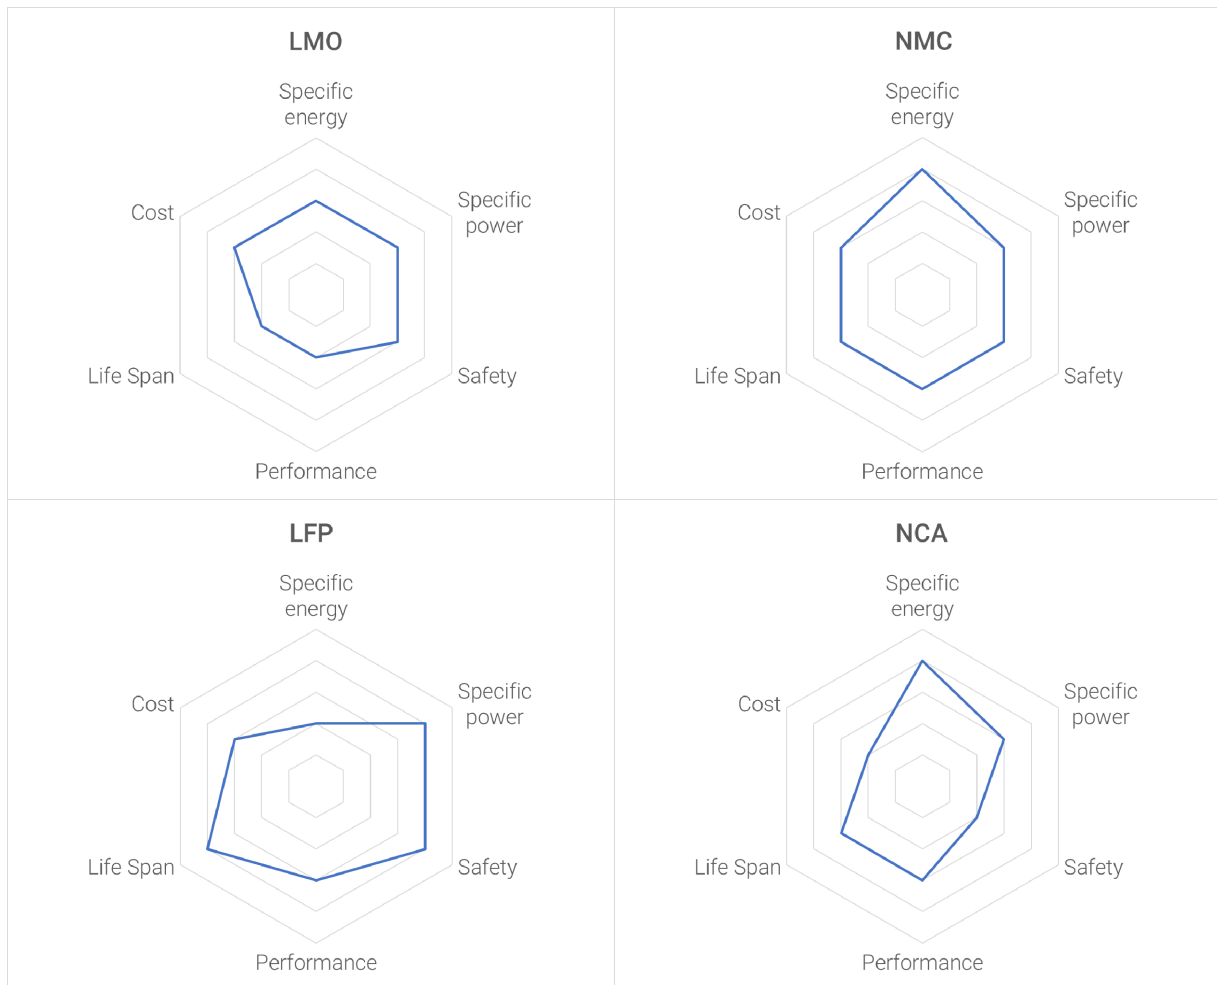 LMO
Specific
energy
Cost
Specific
power
Life Span
Safety
Performance
NMC
Specific
energy
Cost
Specific
power
Life Span
Safety
Performance
LFP
Specific
energy
Cost
Specific
power
Life Span
Safety
Performance
NCA
Specific
energy
Cost
Specific
power
Life Span
Safety
Performance